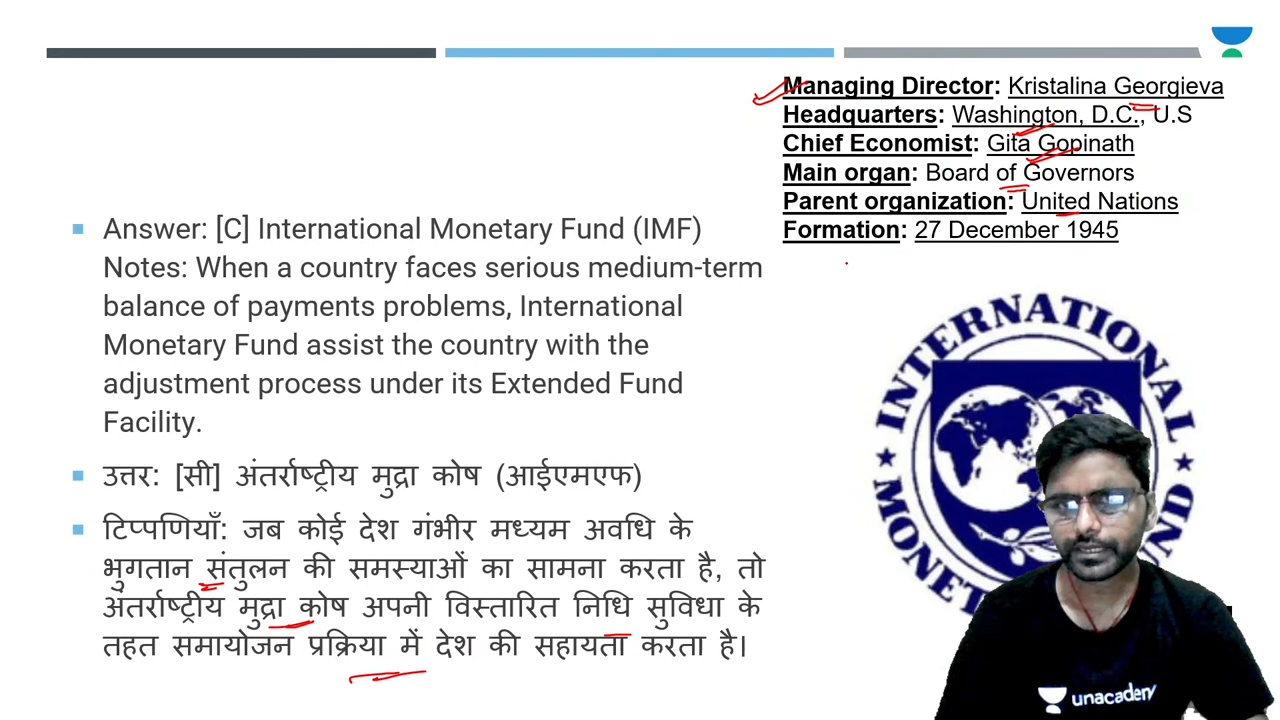 Managing Director: Kristalina Georgieva
Headquarters: Washington, D.C., U.S
Chief Economist: Gita Gopinath
Main organ: Board of Governors
Parent organization: United Nations
Formation: 27 December 1945
Answer: [C] International Monetary Fund (IMF)
Notes: When a country faces serious medium-term
balance of payments problems, International
Monetary Fund assist the country with the
adjustment process under its Extended Fund
Facility.
उत्तर: [सी] अंतर्राष्ट्रीय मुद्रा कोष (आईएमएफ)
टिप्पणियाँ: जब कोई देश गंभीर मध्यम अवधि के
भुगतान संतुलन की समस्याओं का सामना करता है, तो
अंतर्राष्ट्रीय मुद्रा कोष अपनी विस्तारित निधि सुविधा के
तहत समायोजन प्रक्रिया में देश की सहायता करता है।
INTERNATIONAL
unacademy